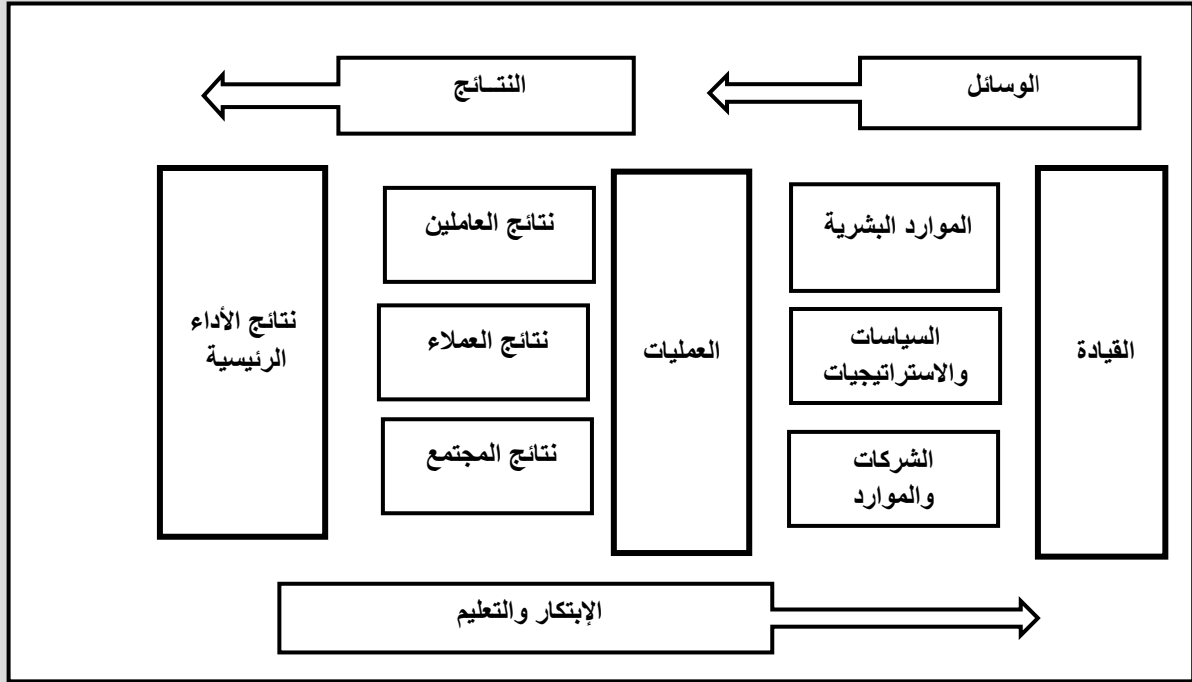 الوسائل
النتــائج
القيادة
الموارد البشرية
السياسات
والاستراتيجيات
الشركات
والموارد
العمليات
نتائج العاملين
نتائج العملاء
نتائج المجتمع
نتائج الأداء
الرئيسية
الإبتكار والتعليم